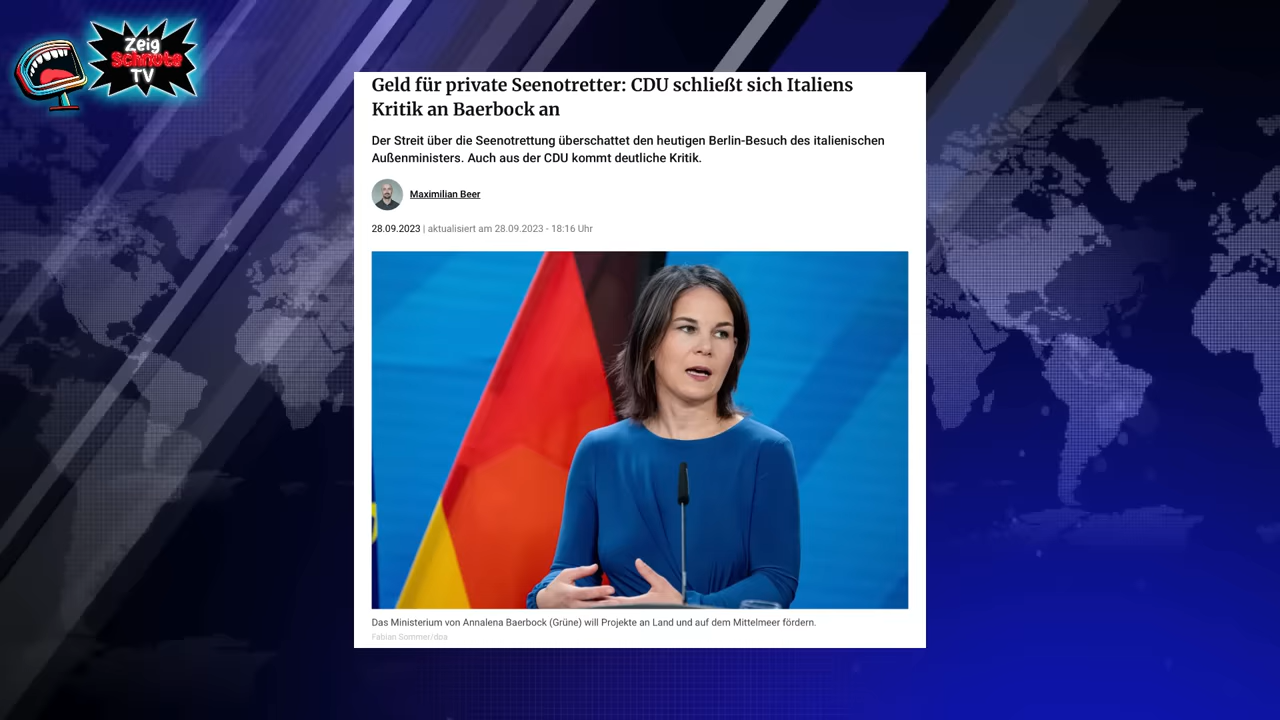 Zeig
Schnute
TV
Geld für private Seenotretter: CDU schließt sich Italiens
Kritik an Baerbock an
Der Streit über die Seenotrettung überschattet den heutigen Berlin-Besuch des italienischen
Außenministers. Auch aus der CDU kommt deutliche Kritik.
Maximilian Beer
28.09.2023 | aktualisiert am 28.09.2023 - 18:16 Uhr
Das Ministerium von Annalena Baerbock (Grüne) will Projekte an Land und auf dem Mittelmeer fördern.
Fabian Sommer/dpa